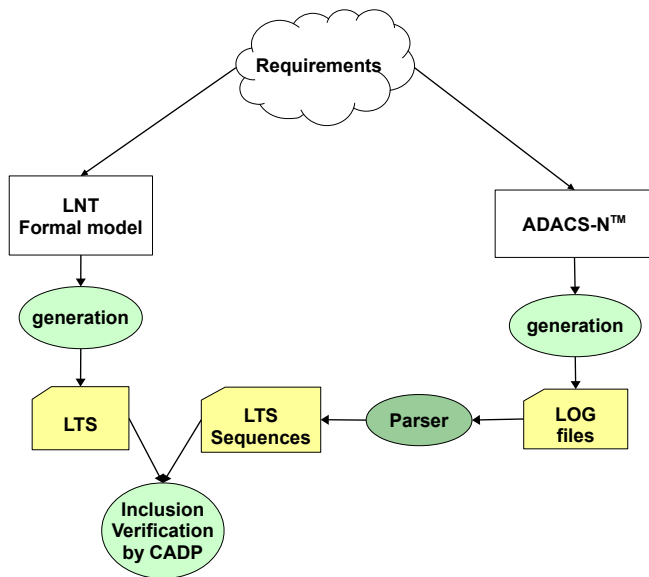 Requirements
LNT
Formal model
ADACS-N™
generation
generation
LTS
LTS
Sequences
Parser
LOG
files
Inclusion
Verification
by CADP